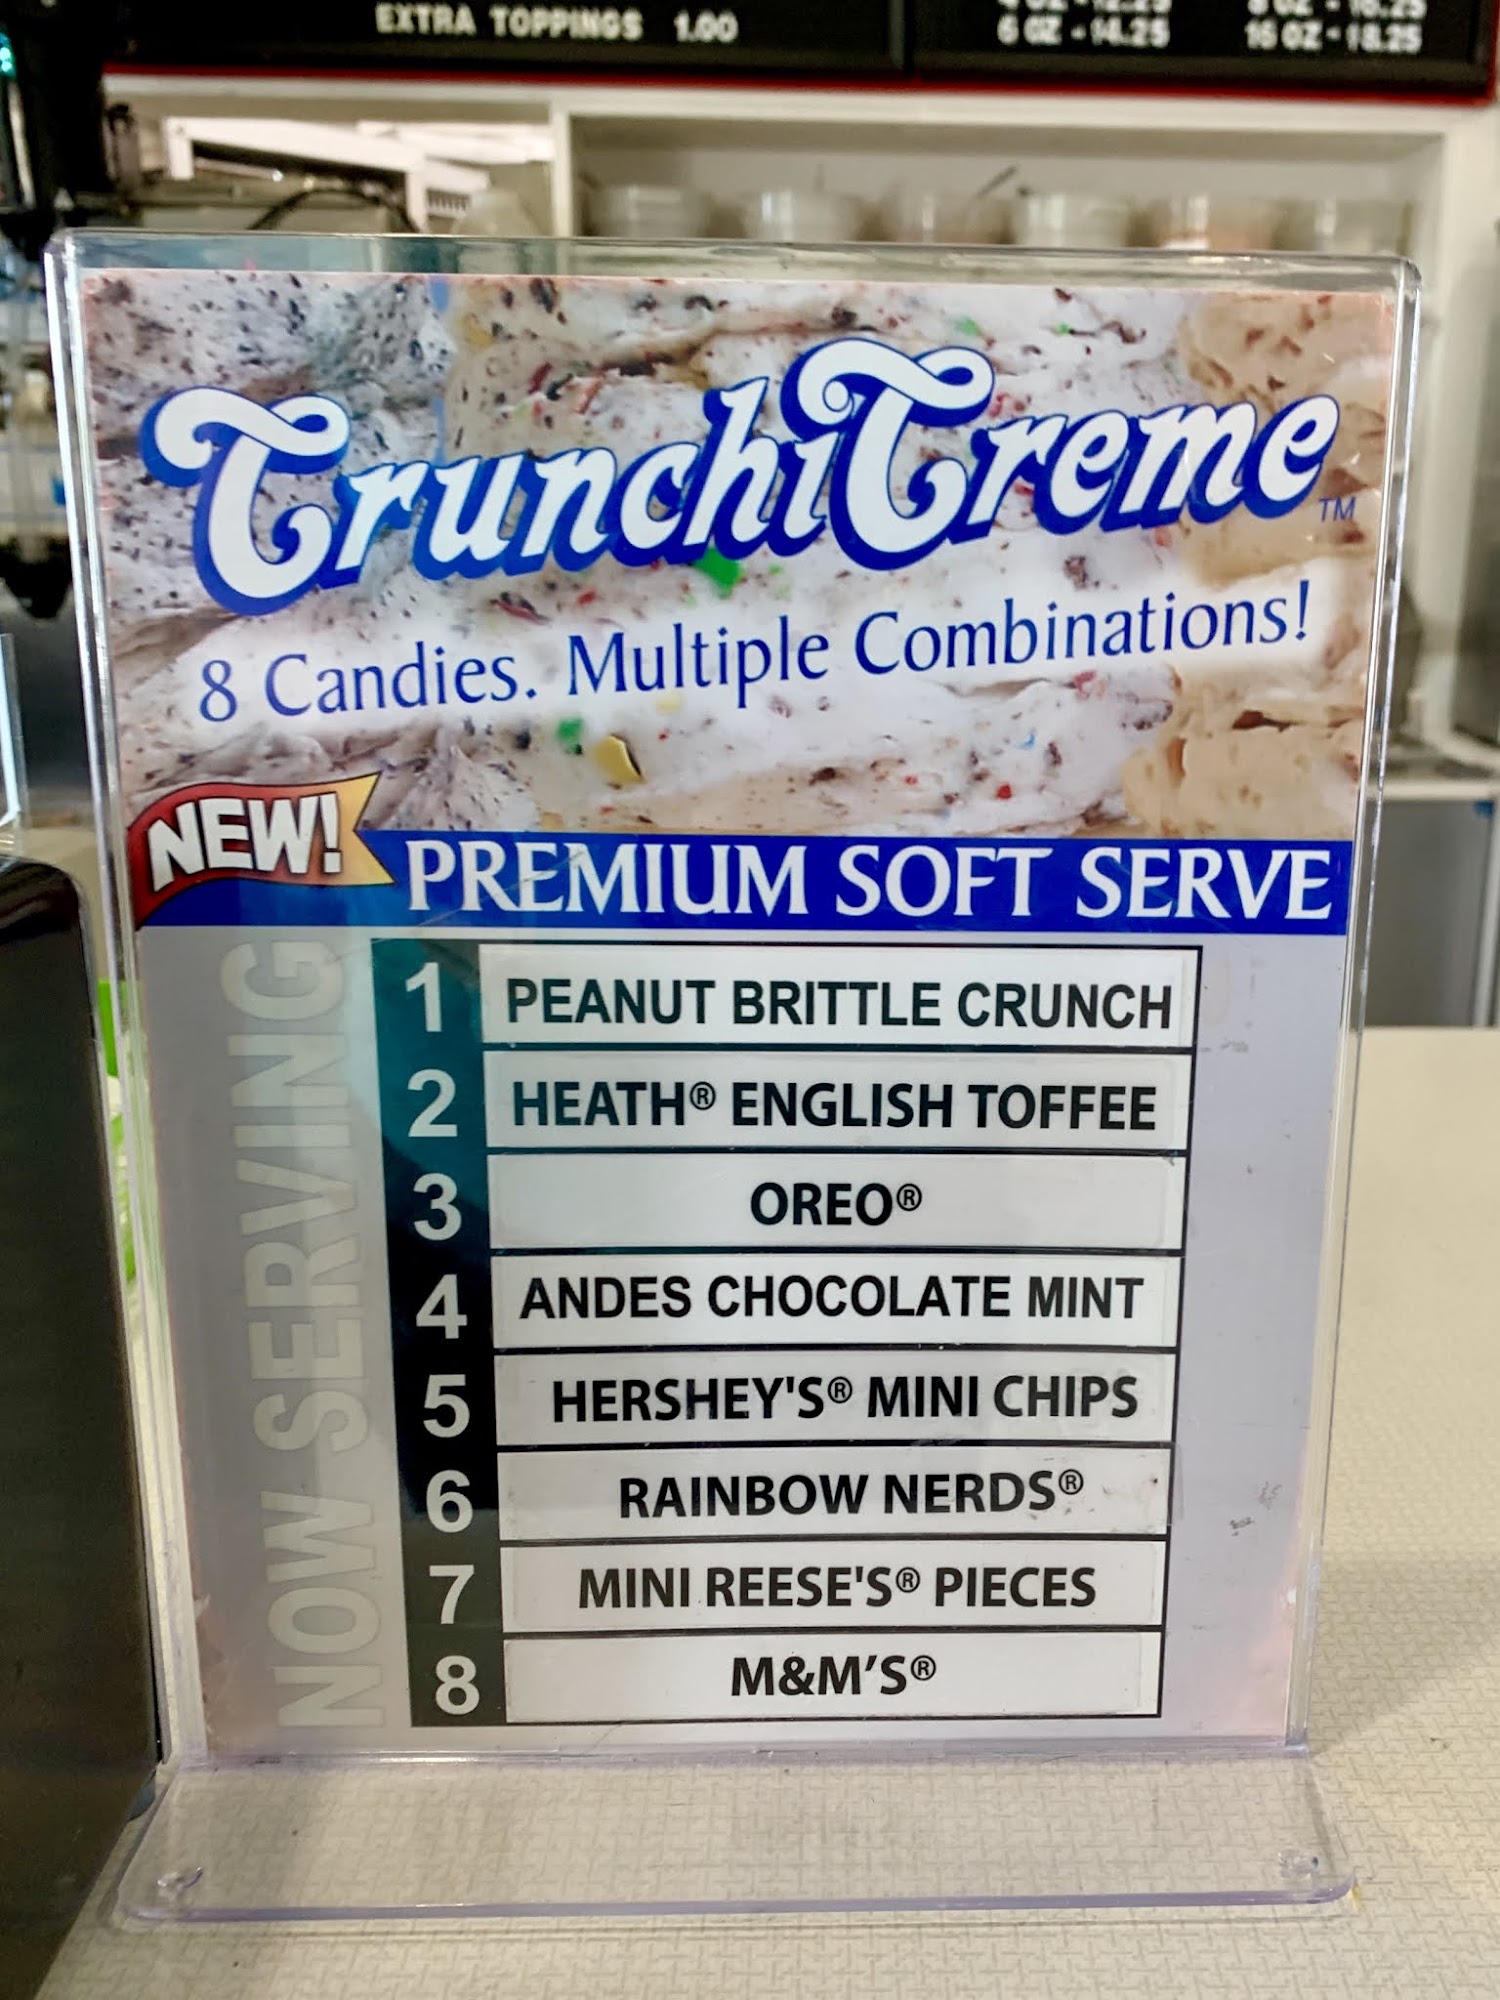 EXTRA TOPPINGS 1.00
6 OZ - 14.25
16 OZ - 18.25
CrunchiCreme™
8 Candies. Multiple Combinations!
NEW!
PREMIUM SOFT SERVE
NOW SERVING
1 PEANUT BRITTLE CRUNCH
2 HEATH® ENGLISH TOFFEE
3 OREO®
4 ANDES CHOCOLATE MINT
5 HERSHEY'S® MINI CHIPS
6 RAINBOW NERDS®
7 MINI REESE'S® PIECES
8 M&M’S®